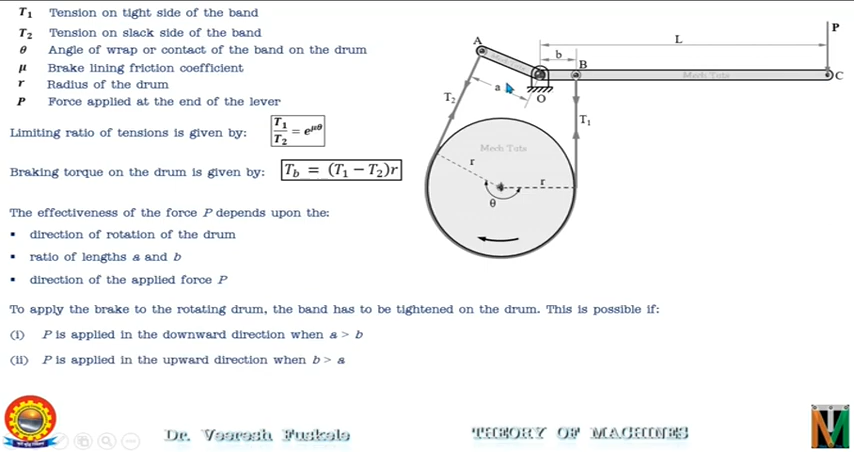 T₁ Tension on tight side of the band
T₂ Tension on slack side of the band
θ Angle of wrap or contact of the band on the drum
μ Brake lining friction coefficient
r Radius of the drum
P Force applied at the end of the lever
Limiting ratio of tensions is given by: T₁/T₂ = e^μθ
Braking torque on the drum is given by: T_b = (T₁ − T₂)r
The effectiveness of the force P depends upon the:
▪ direction of rotation of the drum
▪ ratio of lengths a and b
▪ direction of the applied force P
To apply the brake to the rotating drum, the band has to be tightened on the drum. This is possible if:
(i) P is applied in the downward direction when a > b
(ii) P is applied in the upward direction when b > a
P
L
A
b
B
Mech Tuts
C
a
O
T₂
T₁
Mech Tuts
r
r
θ
Dr. Veeresh Fuskele
THEORY OF MACHINES
MT